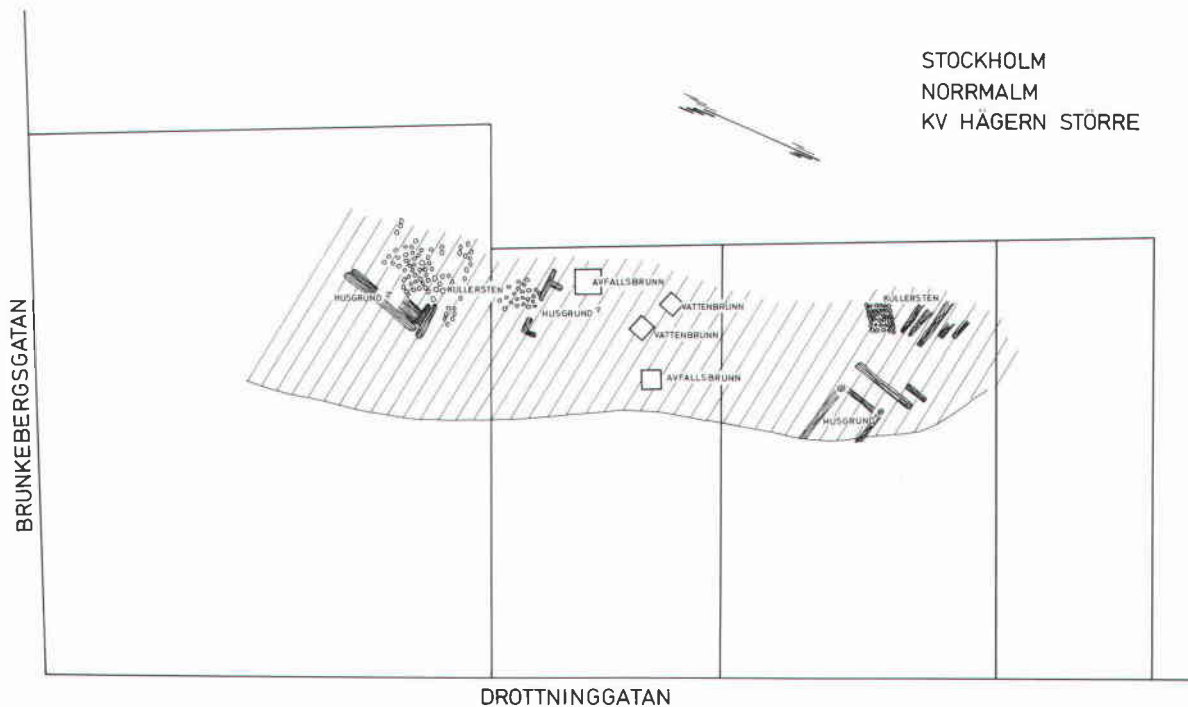 STOCKHOLM
NORRMALM
KV HÄGERN STÖRRE
HUSGRUND ?
KULLERSTEN
AVFALLSBRUNN
HUSGRUND ?
VATTENBRUNN
VATTENBRUNN
AVFALLSBRUNN
KULLERSTEN
HUSGRUND
BRUNKEBERGSGATAN
DROTTNINGGATAN